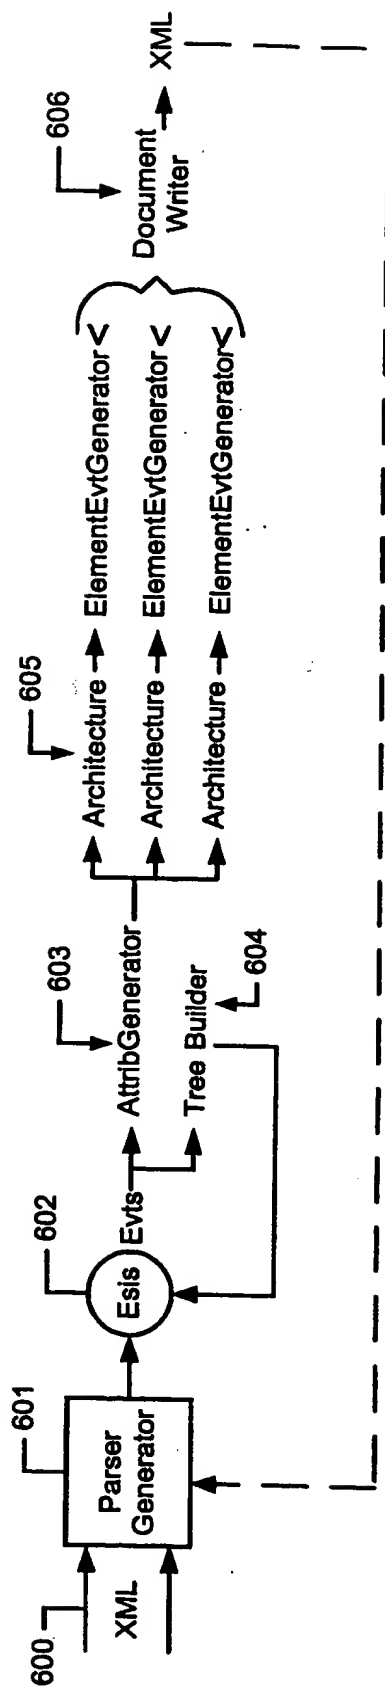 600
XML
601
Parser
Generator
602
Esis
Evts
603
AttribGenerator
Tree Builder
604
605
Architecture
ElementEvtGenerator<
Architecture
ElementEvtGenerator<
Architecture
ElementEvtGenerator<
606
Document
Writer
XML